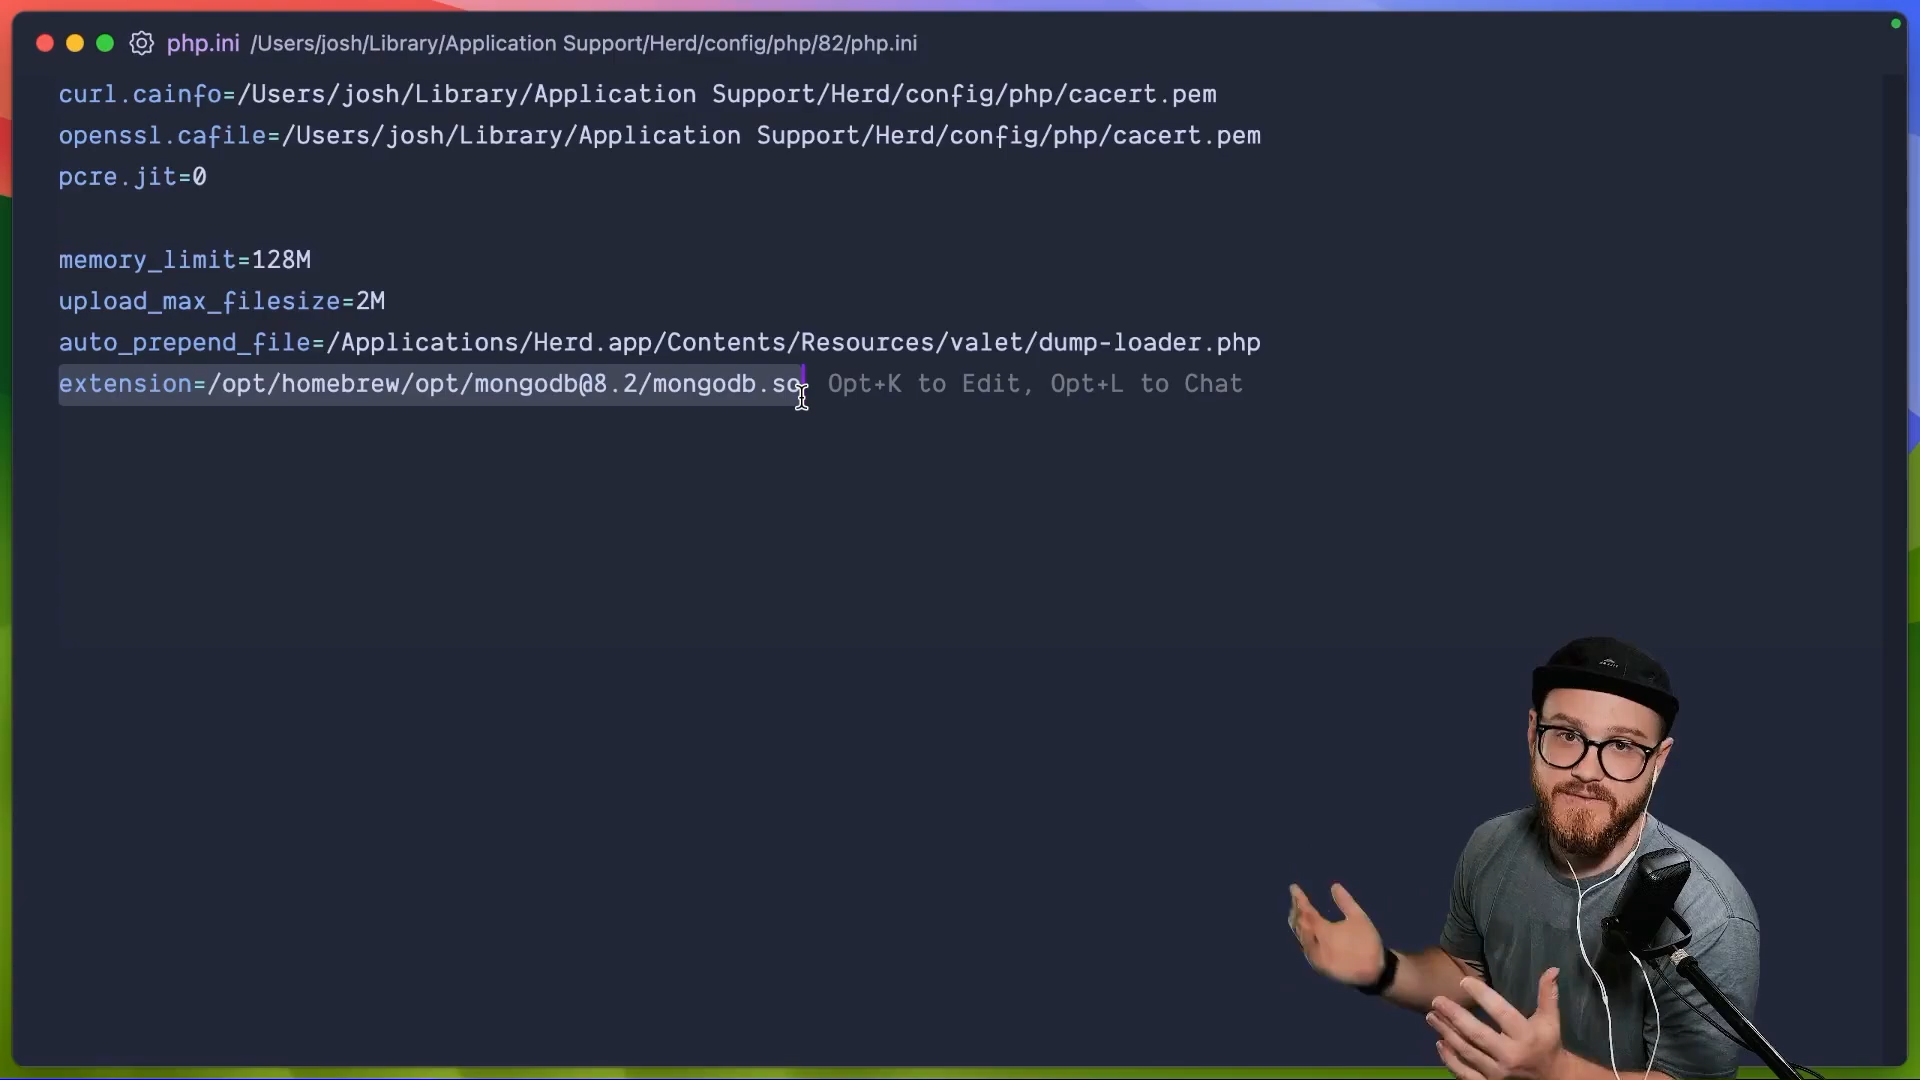 php.ini /Users/josh/Library/Application Support/Herd/config/php/82/php.ini
curl.cainfo=/Users/josh/Library/Application Support/Herd/config/php/cacert.pem
openssl.cafile=/Users/josh/Library/Application Support/Herd/config/php/cacert.pem
pcre.jit=0
memory_limit=128M
upload_max_filesize=2M
auto_prepend_file=/Applications/Herd.app/Contents/Resources/valet/dump-loader.php
extension=/opt/homebrew/opt/mongodb@8.2/mongodb.so Opt+K to Edit, Opt+L to Chat